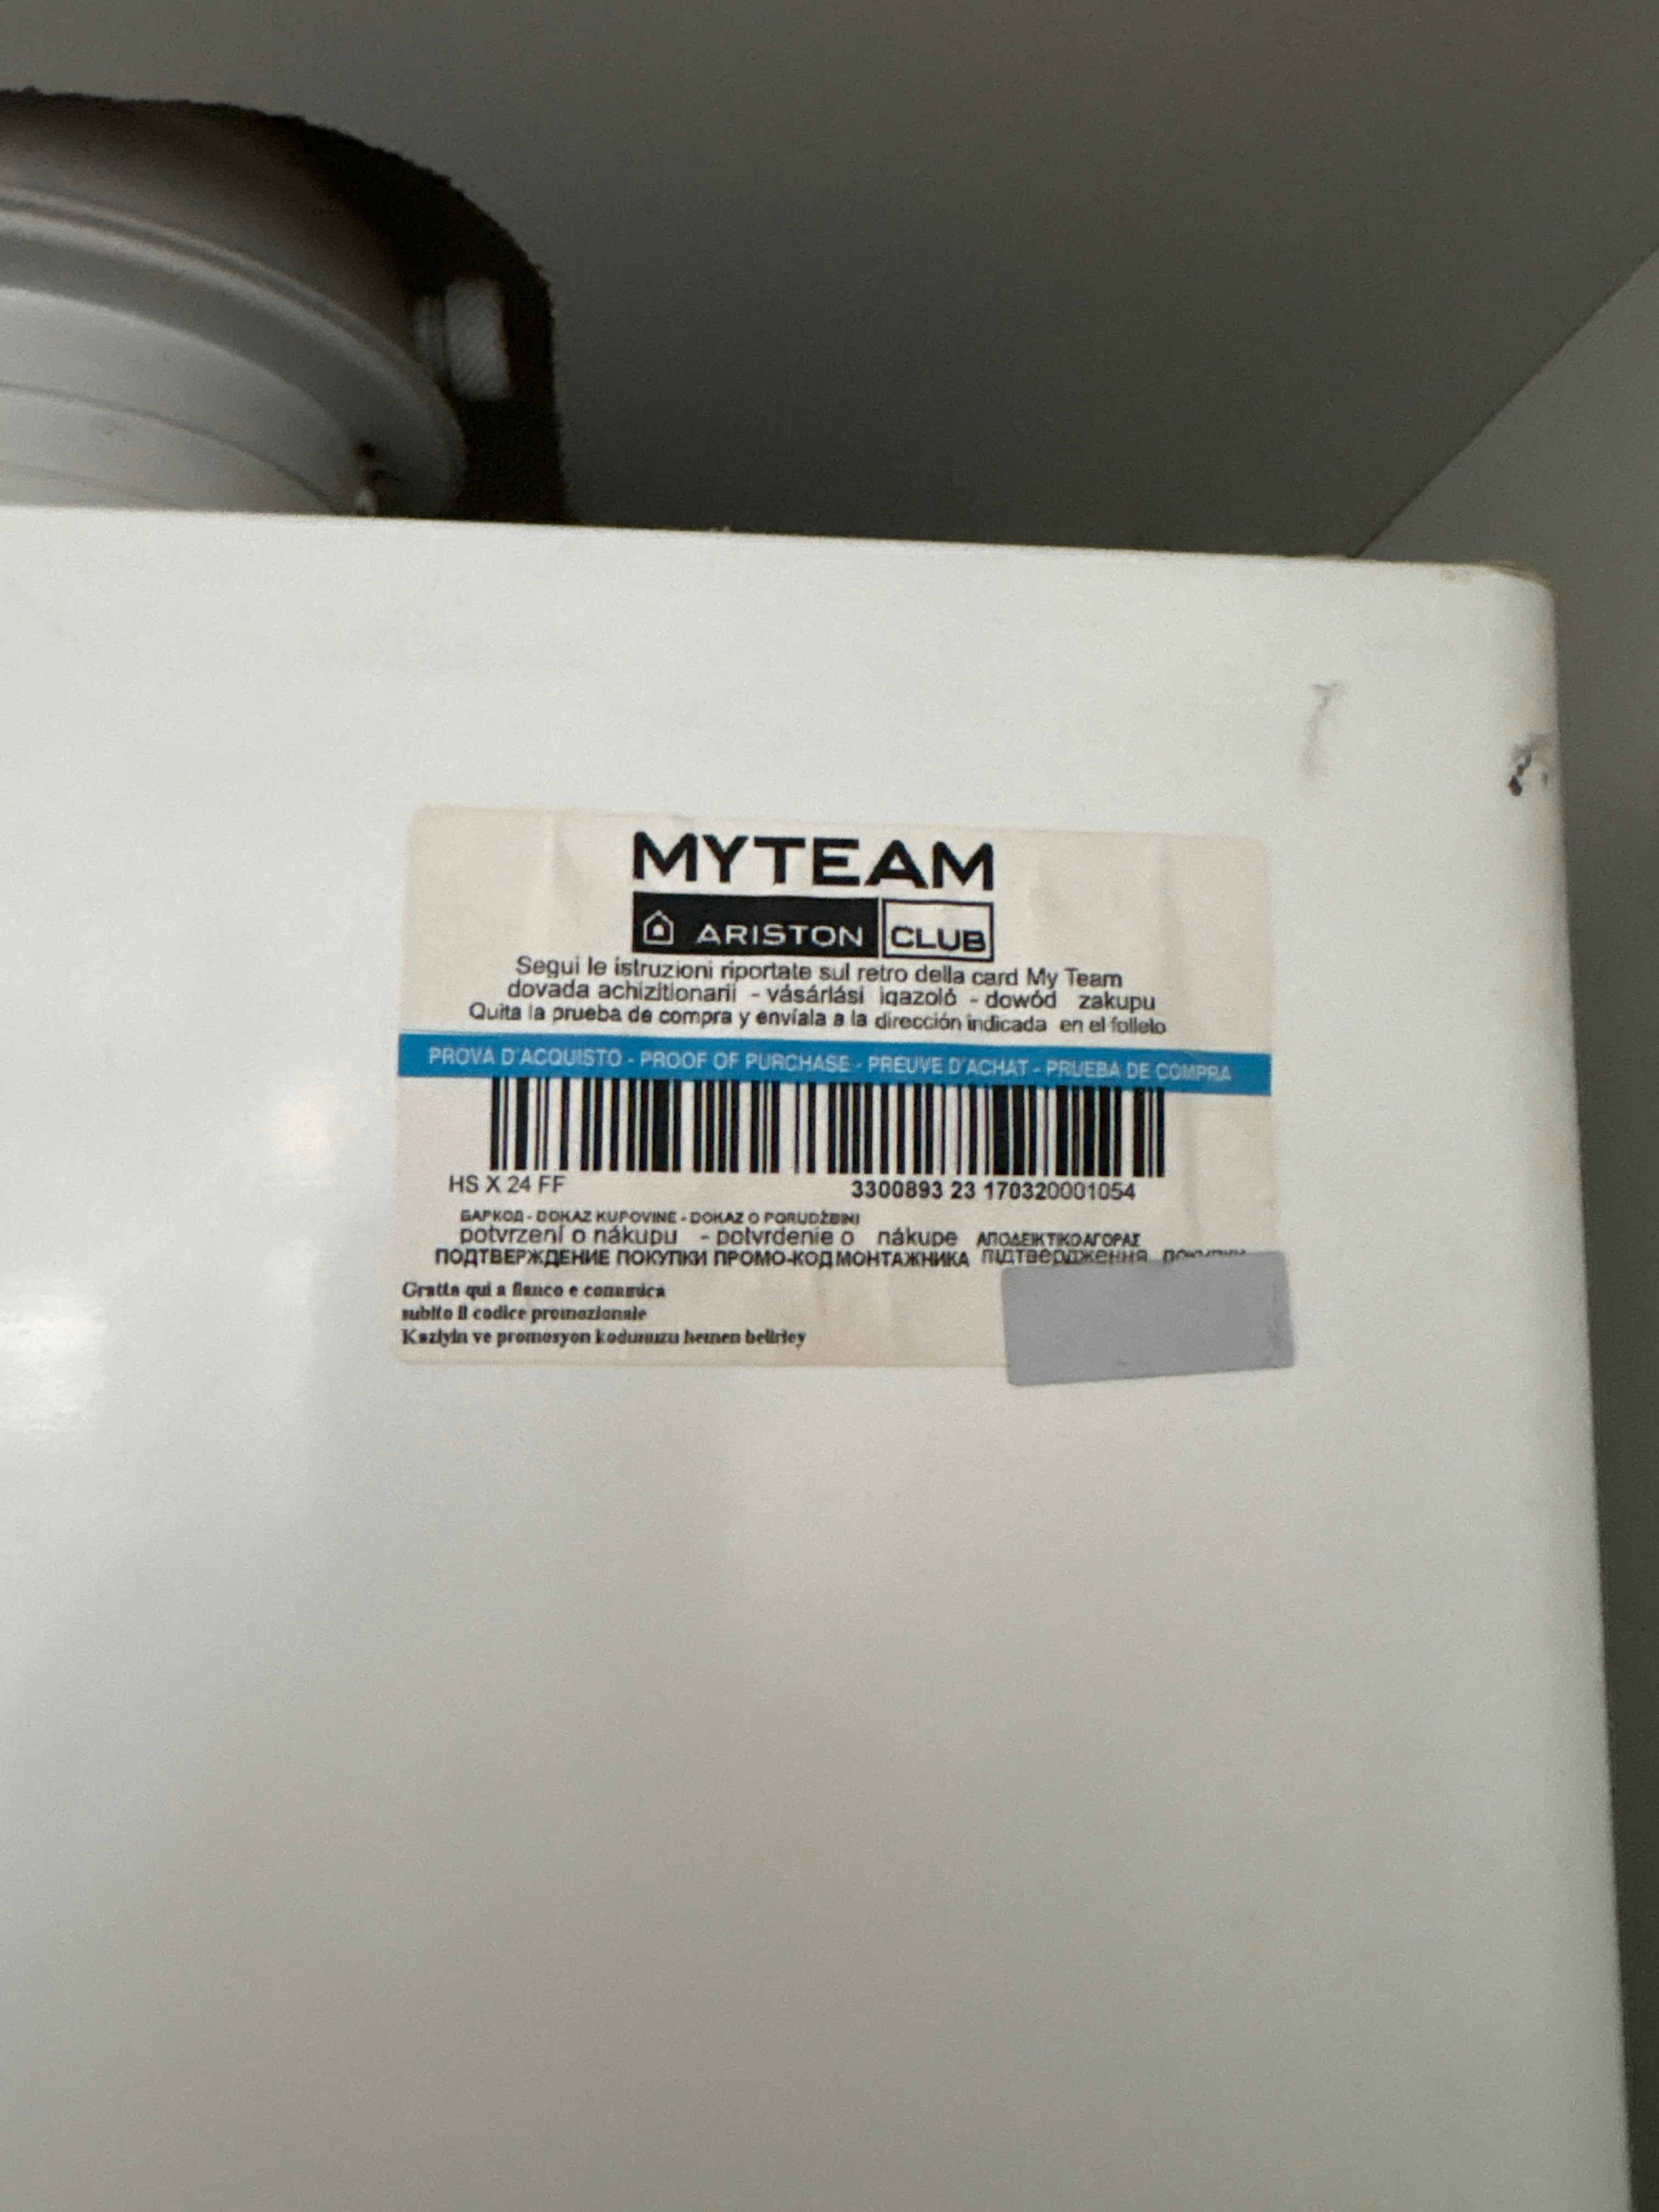 MYTEAM
ARISTON CLUB
Segui le istruzioni riportate sul retro della card My Team
dovada achizitionarii - vásárlási igazoló - dowód zakupu
Quita la prueba de compra y envíala a la dirección indicada en el folleto
PROVA D'ACQUISTO - PROOF OF PURCHASE - PREUVE D'ACHAT - PRUEBA DE COMPRA
HS X 24 FF 3300893 23 170320001054
БАРКОД - DOKAZ KUPOVINE - DOKAZ O PORUDŽBINI
potvrzení o nákupu - potvrdenie o nákupe ΑΠΟΔΕΙΚΤΙΚΟ ΑΓΟΡΑΣ
ПОДТВЕРЖДЕНИЕ ПОКУПКИ ПРОМО-КОД МОНТАЖНИКА підтвердження
Gratta qui a fianco e comunica
subito il codice promozionale
Kaziyin ve promosyon kodunuzu hemen belirley